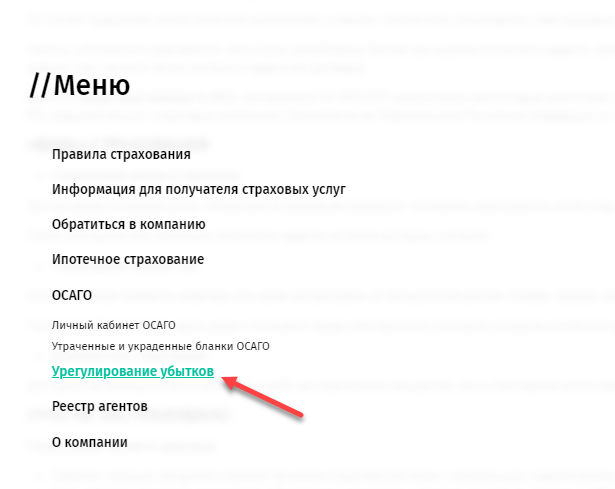 //Меню
Правила страхования
Информация для получателя страховых услуг
Обратиться в компанию
Ипотечное страхование
ОСАГО
Личный кабинет ОСАГО
Утраченные и украденные бланки ОСАГО
Урегулирование убытков
Реестр агентов
О компании